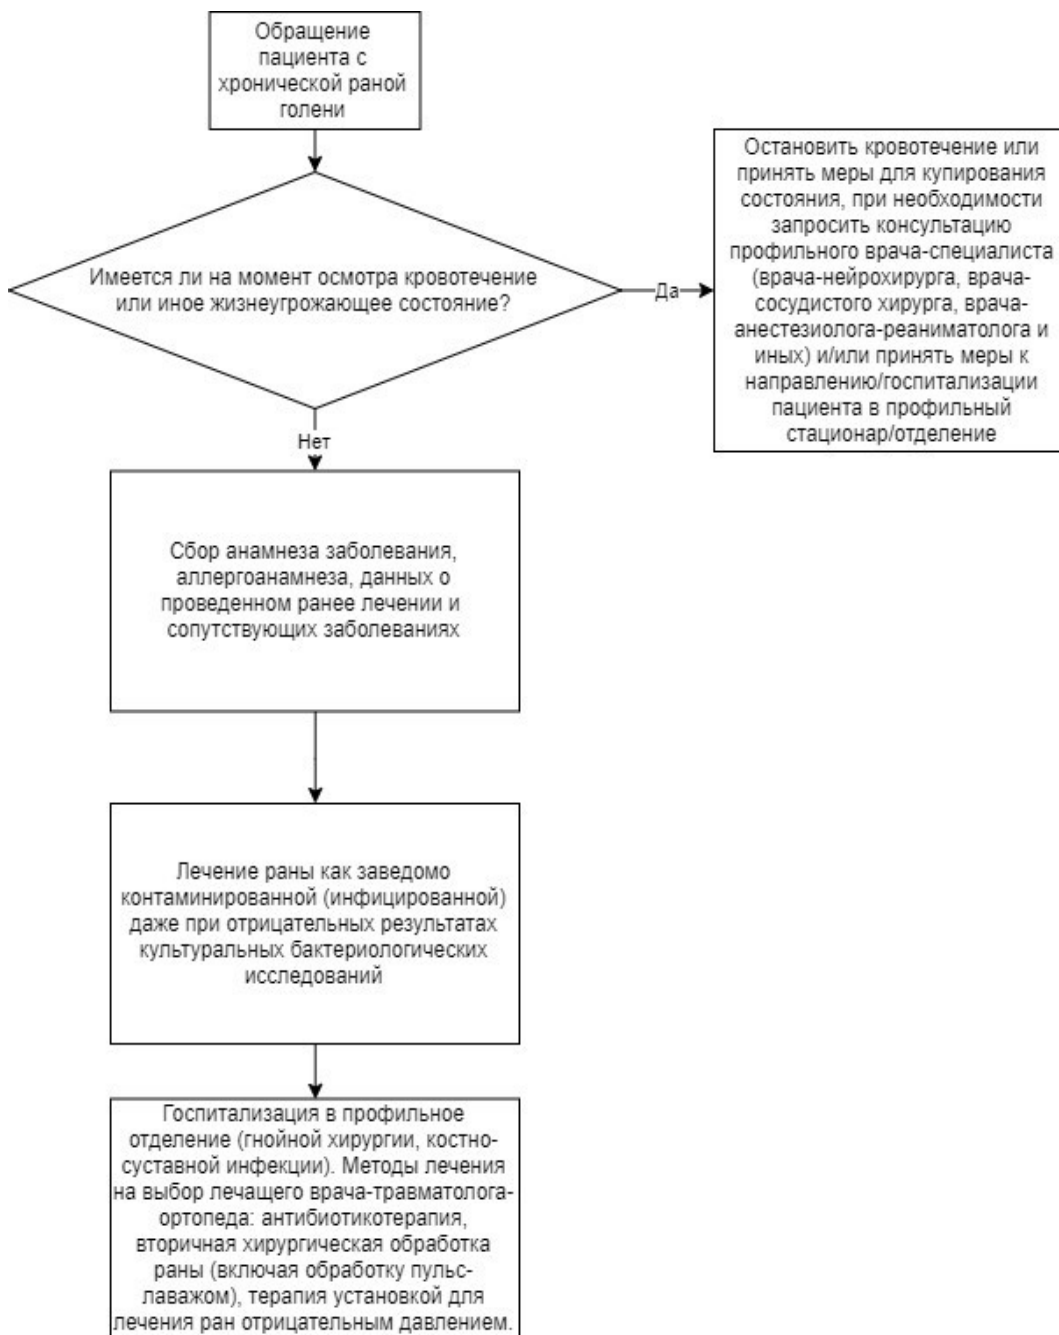 Обращение
пациента с
хронической раной
голени
Имеется ли на момент осмотра кровотечение
или иное жизнеугрожающее состояние?
Да
Остановить кровотечение или
принять меры для купирования
состояния, при необходимости
запросить консультацию
профильного врача-специалиста
(врача-нейрохирурга, врача-
сосудистого хирурга, врача-
анестезиолога-реаниматолога и
иных) и/или принять меры к
направлению/госпитализации
пациента в профильный
стационар/отделение
Нет
Сбор анамнеза заболевания,
аллергоанамнеза, данных о
проведенном ранее лечении и
сопутствующих заболеваниях
Лечение раны как заведомо
контаминированной (инфицированной)
даже при отрицательных результатах
культуральных бактериологических
исследований
Госпитализация в профильное
отделение (гнойной хирургии, костно-
суставной инфекции). Методы лечения
на выбор лечащего врача-травматолога-
ортопеда: антибиотикотерапия,
вторичная хирургическая обработка
раны (включая обработку пульс-
лаважом), терапия установкой для
лечения ран отрицательным давлением.